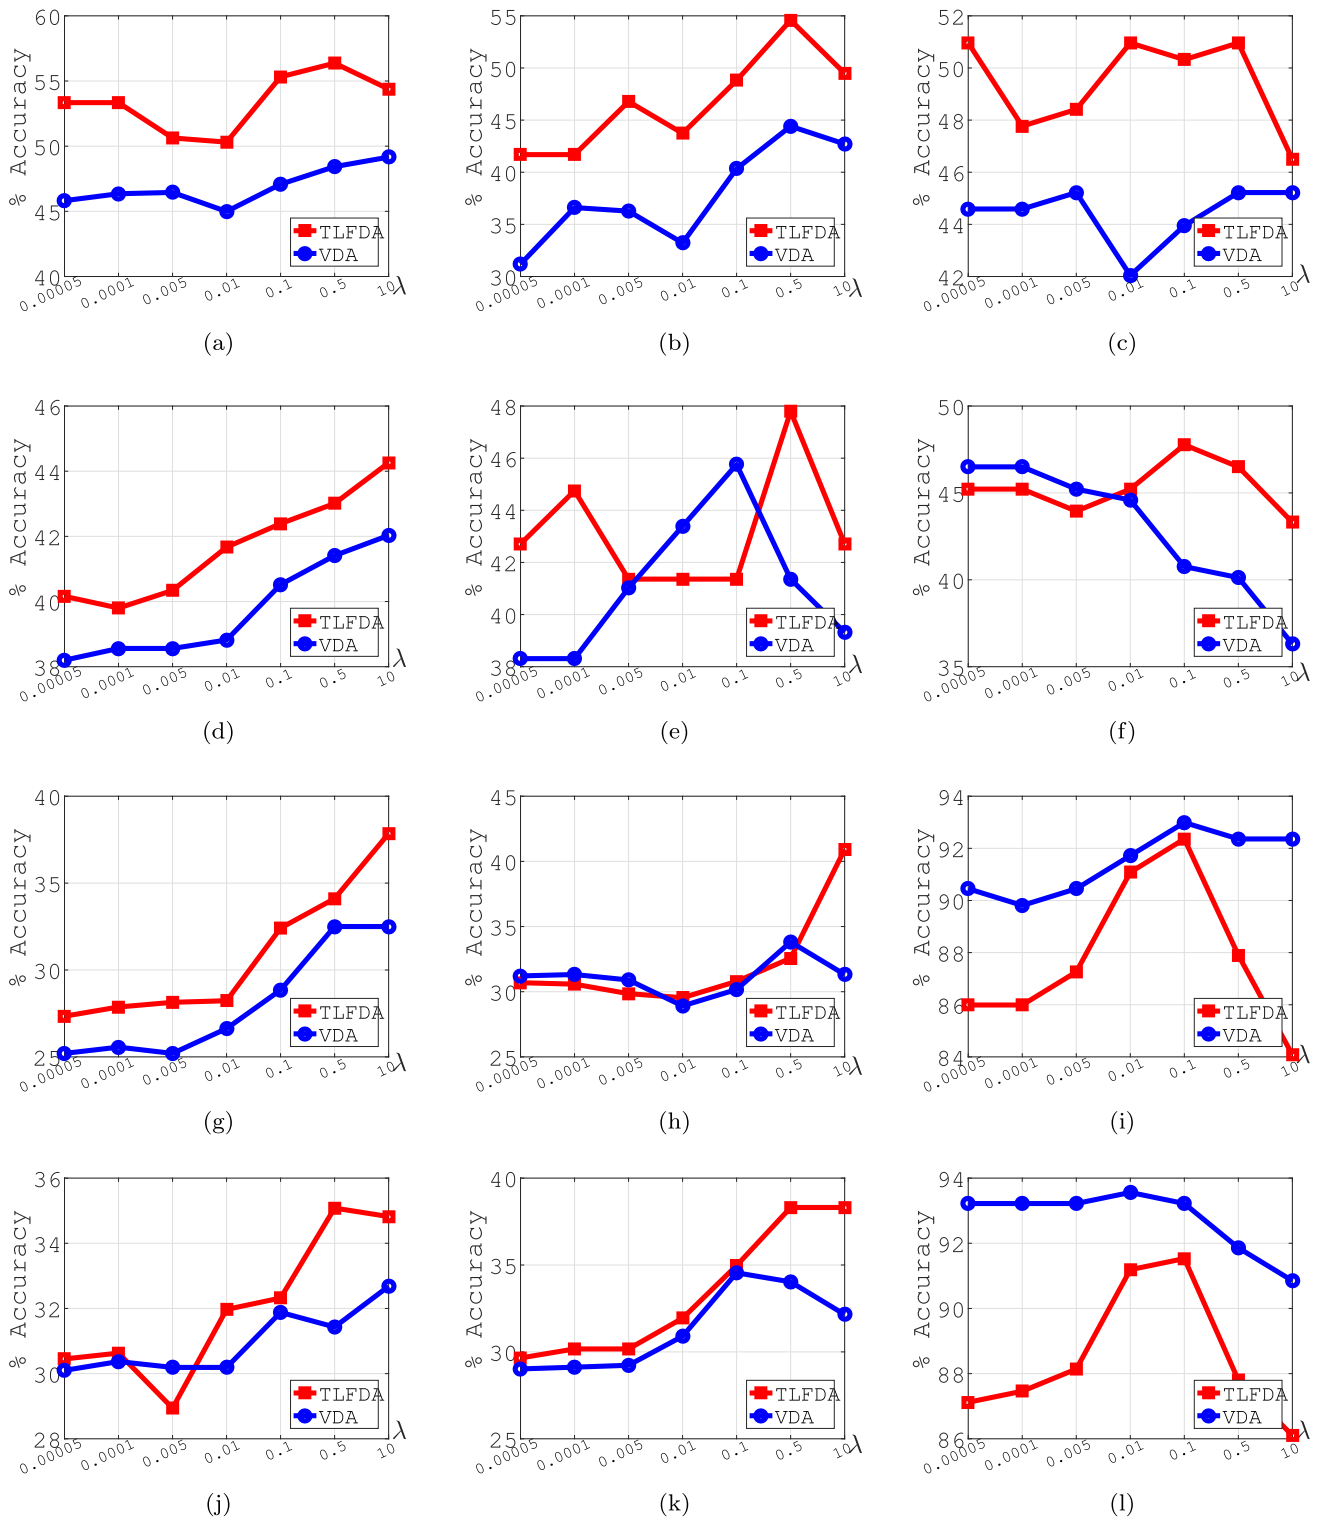 % Accuracy
60
55
50
45
40
0.00005 0.0001 0.005 0.01 0.1 0.5 10 λ
TLFDA
VDA
(a)
% Accuracy
55
50
45
40
35
30
0.00005 0.0001 0.005 0.01 0.1 0.5 10 λ
TLFDA
VDA
(b)
% Accuracy
52
50
48
46
44
42
0.00005 0.0001 0.005 0.01 0.1 0.5 10 λ
TLFDA
VDA
(c)
% Accuracy
46
44
42
40
38
0.00005 0.0001 0.005 0.01 0.1 0.5 10 λ
TLFDA
VDA
(d)
% Accuracy
48
46
44
42
40
38
0.00005 0.0001 0.005 0.01 0.1 0.5 10 λ
TLFDA
VDA
(e)
% Accuracy
50
45
40
35
0.00005 0.0001 0.005 0.01 0.1 0.5 10 λ
TLFDA
VDA
(f)
% Accuracy
40
35
30
25
0.00005 0.0001 0.005 0.01 0.1 0.5 10 λ
TLFDA
VDA
(g)
% Accuracy
45
40
35
30
25
0.00005 0.0001 0.005 0.01 0.1 0.5 10 λ
TLFDA
VDA
(h)
% Accuracy
94
92
90
88
86
84
0.00005 0.0001 0.005 0.01 0.1 0.5 10 λ
TLFDA
VDA
(i)
% Accuracy
36
34
32
30
28
0.00005 0.0001 0.005 0.01 0.1 0.5 10 λ
TLFDA
VDA
(j)
% Accuracy
40
35
30
25
0.00005 0.0001 0.005 0.01 0.1 0.5 10 λ
TLFDA
VDA
(k)
% Accuracy
94
92
90
88
86
0.00005 0.0001 0.005 0.01 0.1 0.5 10 λ
TLFDA
VDA
(l)